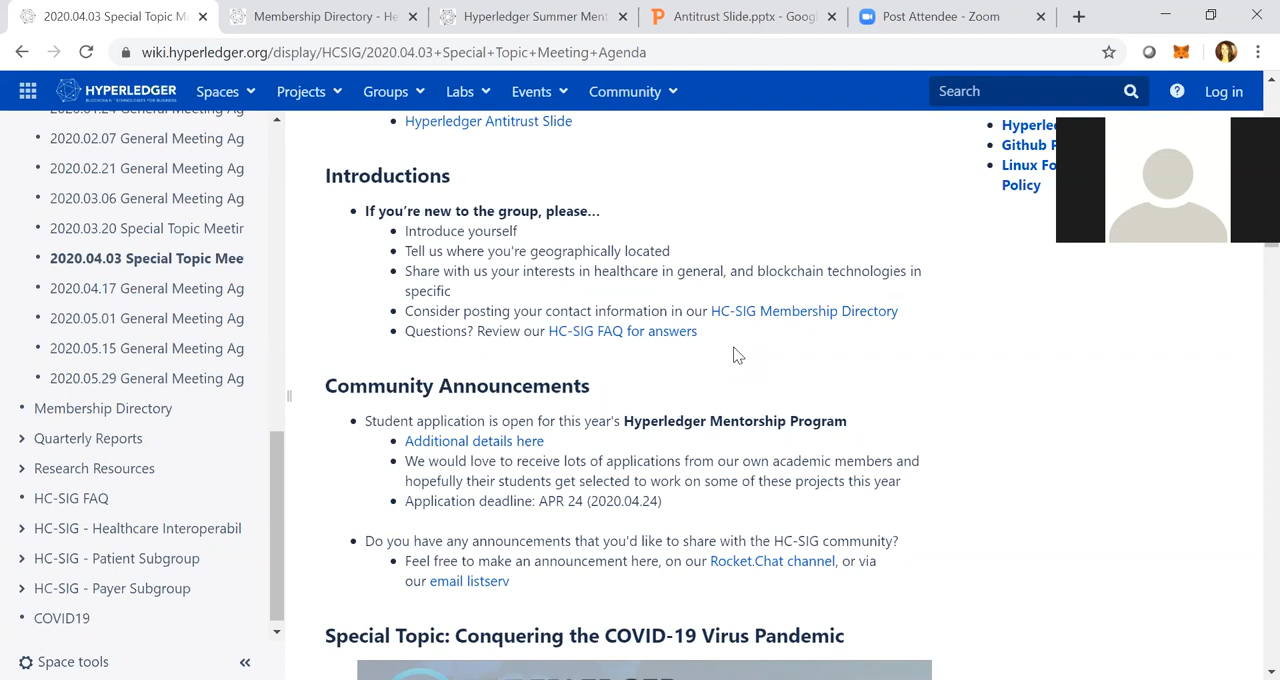 2020.04.03 Special Topic M
Membership Directory - He
Hyperledger Summer Ment
Antitrust Slide.pptx - Goog
Post Attendee - Zoom
wiki.hyperledger.org/display/HCSIG/2020.04.03+Special+Topic+Meeting+Agenda
HYPERLEDGER
BLOCKCHAIN TECHNOLOGIES FOR BUSINESS
Spaces
Projects
Groups
Labs
Events
Community
Search
Log in
General Meeting Ag
2020.02.07 General Meeting Ag
2020.02.21 General Meeting Ag
2020.03.06 General Meeting Ag
2020.03.20 Special Topic Meetir
2020.04.03 Special Topic Mee
2020.04.17 General Meeting Ag
2020.05.01 General Meeting Ag
2020.05.15 General Meeting Ag
2020.05.29 General Meeting Ag
Membership Directory
Quarterly Reports
Research Resources
HC-SIG FAQ
HC-SIG - Healthcare Interoperabil
HC-SIG - Patient Subgroup
HC-SIG - Payer Subgroup
COVID19
Space tools
Hyperledger Antitrust Slide
Introductions
If you're new to the group, please...
Introduce yourself
Tell us where you're geographically located
Share with us your interests in healthcare in general, and blockchain technologies in
specific
Consider posting your contact information in our HC-SIG Membership Directory
Questions? Review our HC-SIG FAQ for answers
Community Announcements
Student application is open for this year's Hyperledger Mentorship Program
Additional details here
We would love to receive lots of applications from our own academic members and
hopefully their students get selected to work on some of these projects this year
Application deadline: APR 24 (2020.04.24)
Do you have any announcements that you'd like to share with the HC-SIG community?
Feel free to make an announcement here, on our Rocket.Chat channel, or via
our email listserv
Special Topic: Conquering the COVID-19 Virus Pandemic
Hyperle
Github
Linux Fo
Policy